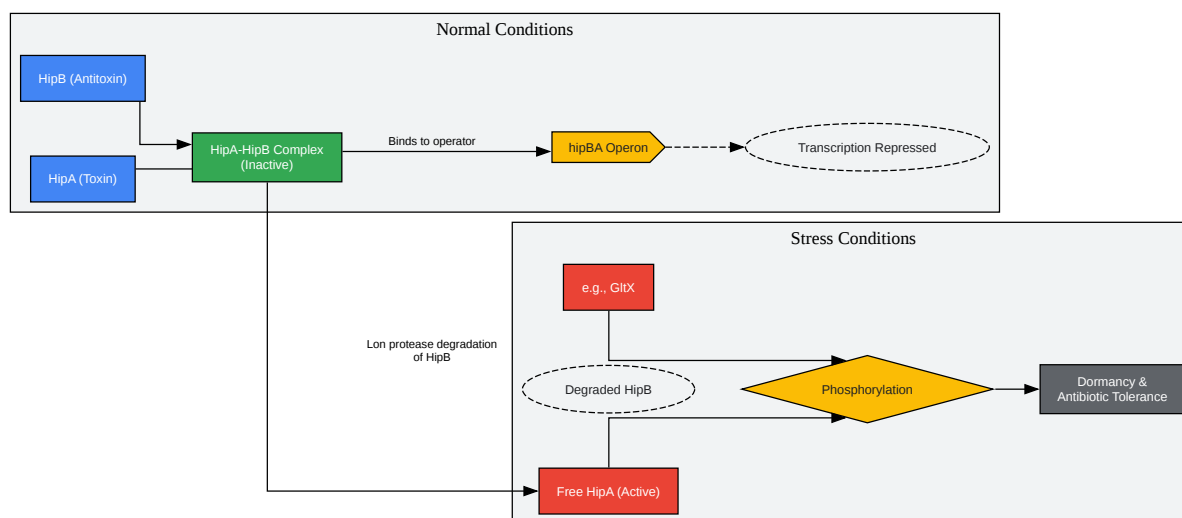 Normal Conditions
HipB (Antitoxin)
HipA (Toxin)
HipA-HipB Complex
(Inactive)
Binds to operator
hipBA Operon
Transcription Repressed
Stress Conditions
e.g., GltX
Lon protease degradation
of HipB
Degraded HipB
Phosphorylation
Dormancy &
Antibiotic Tolerance
Free HipA (Active)